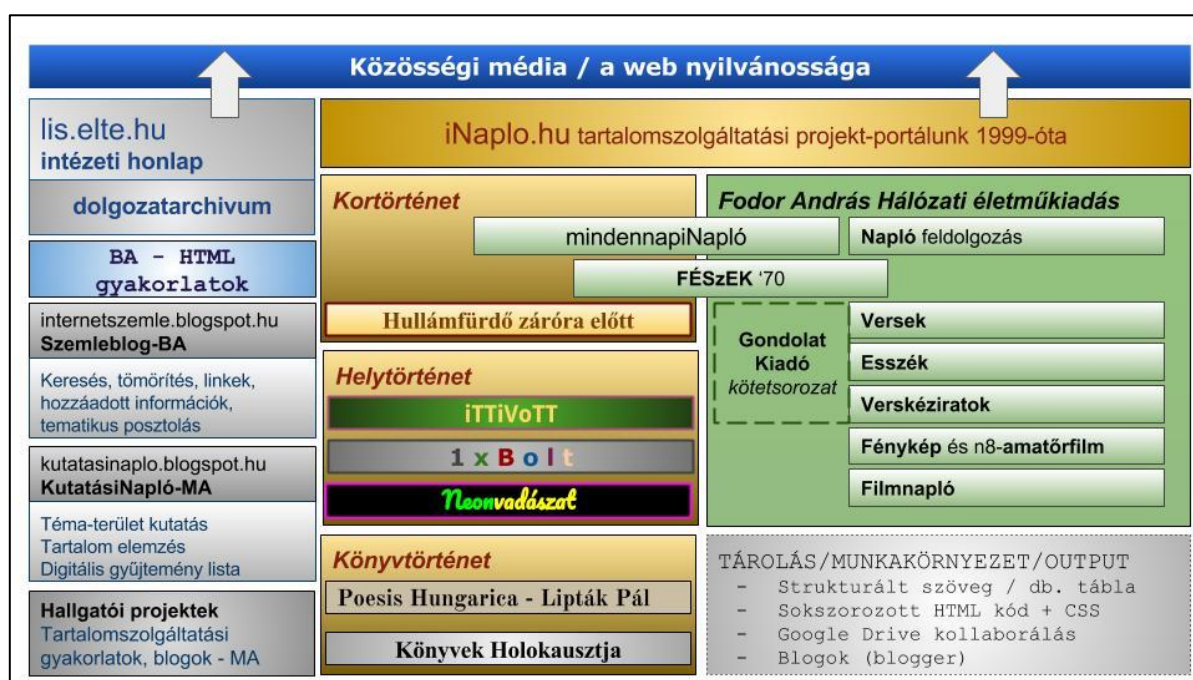 Közösségi média / a web nyilvánossága
lis.elte.hu
intézeti honlap
dolgozatarchivum
BA - HTML
gyakorlatok
internetszemle.blogspot.hu
Szemleblog-BA
Keresés, tömörítés, linkek,
hozzáadott információk,
tematikus posztolás
kutatasinaplo.blogspot.hu
KutatásiNapló-MA
Téma-terület kutatás
Tartalom elemzés
Digitális gyűjtemény lista
Hallgatói projektek
Tartalomszolgáltatási
gyakorlatok, blogok - MA
iNaplo.hu tartalomszolgáltatási projekt-portálunk 1999-óta
Kortörténet
mindennapiNapló
FÉSzEK '70
Hullámfürdő záróra előtt
Helytörténet
iTTiVoTT
1 x B o l t
Neonvadászat
Könyvtörténet
Poesis Hungarica - Lipták Pál
Könyvek Holokausztja
Fodor András Hálózati életműkiadás
Napló feldolgozás
Gondolat
Kiadó
kötetsorozat
Versek
Esszék
Verskéziratok
Fénykép és n8-amatőrfilm
Filmnapló
TÁROLÁS/MUNKAKÖRNYEZET/OUTPUT
- Strukturált szöveg / db. tábla
- Sokszorozott HTML kód + CSS
- Google Drive kollaborálás
- Blogok (blogger)